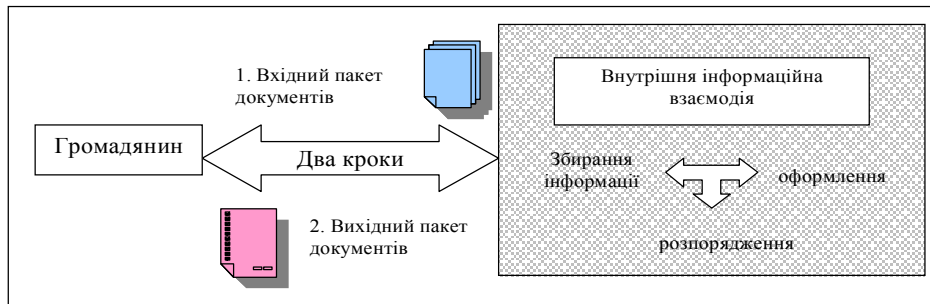 1. Вхідний пакет
документів
Громадянин
Два кроки
2. Вихідний пакет
документів
Внутрішня інформаційна
взаємодія
Збирання
інформації
оформлення
розпорядження